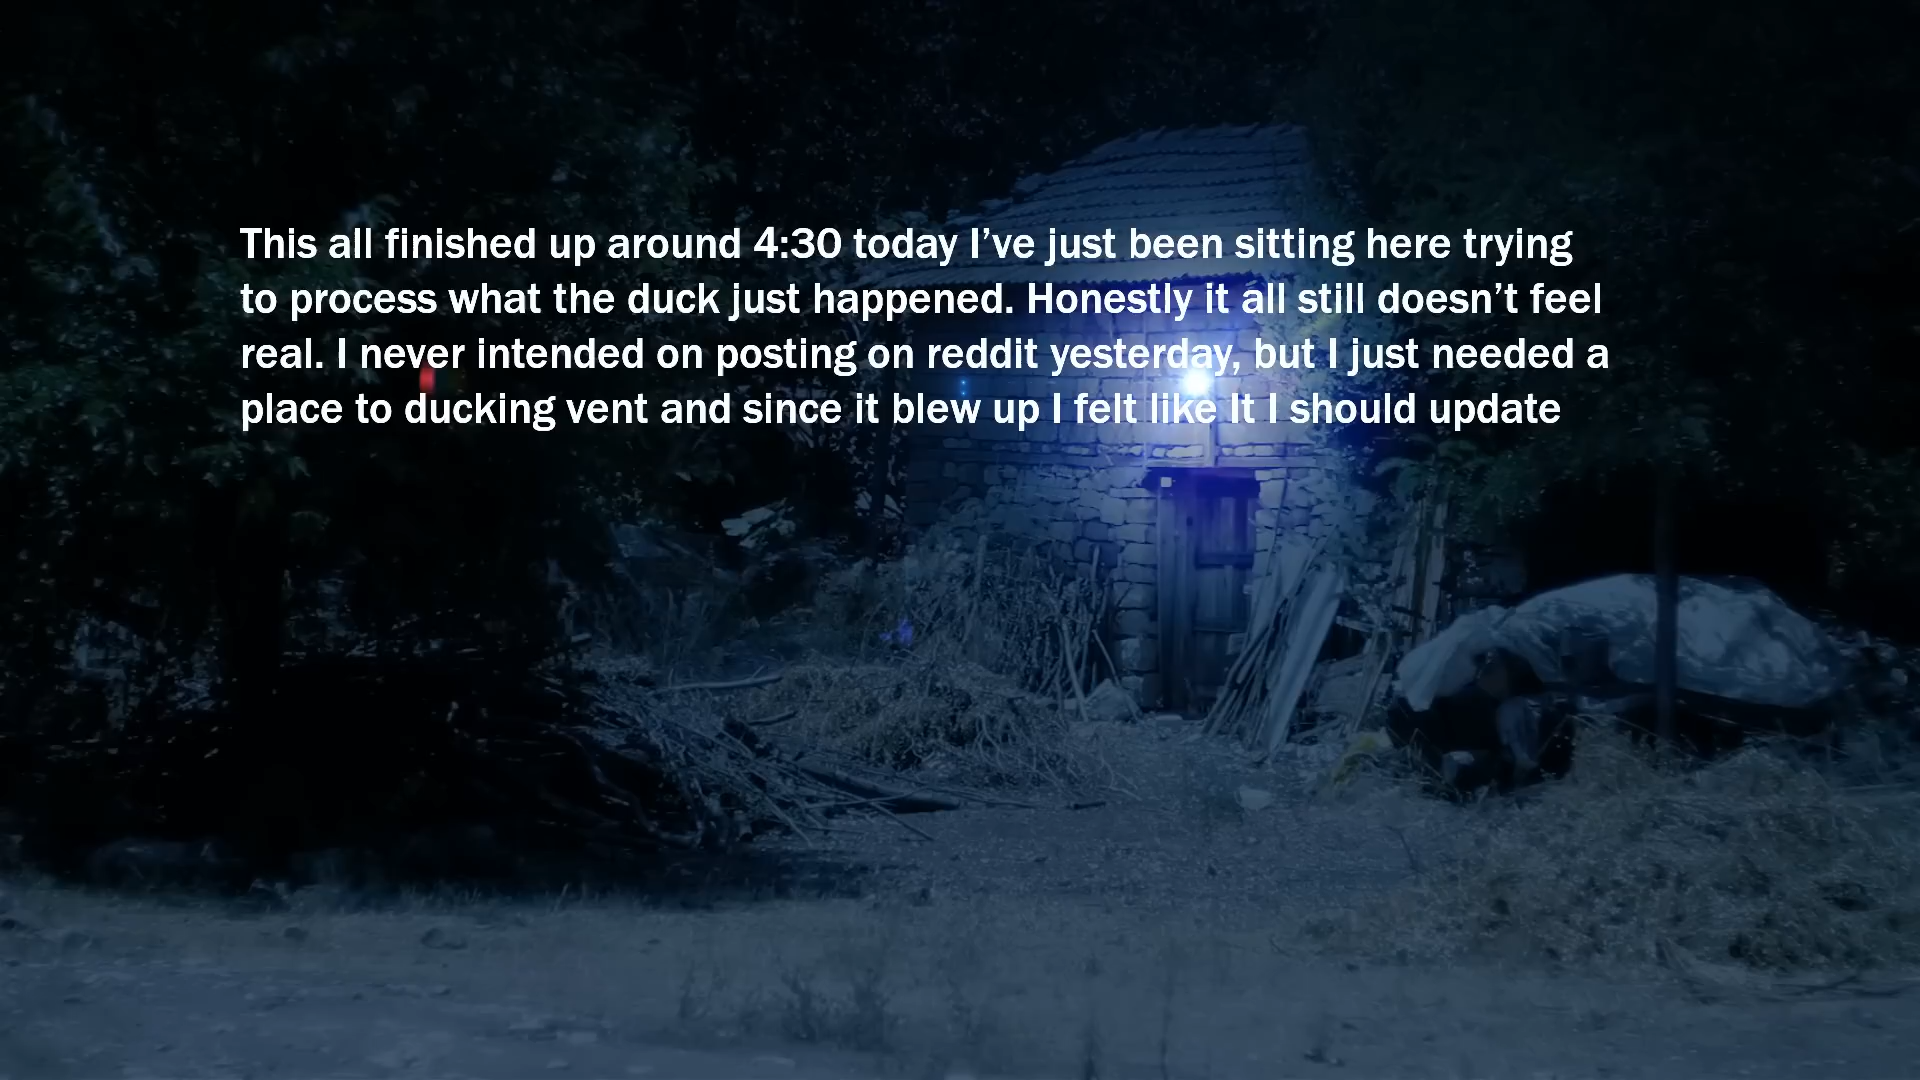 This all finished up around 4:30 today I’ve just been sitting here trying
to process what the duck just happened. Honestly it all still doesn’t feel
real. I never intended on posting on reddit yesterday, but I just needed a
place to ducking vent and since it blew up I felt like It I should update